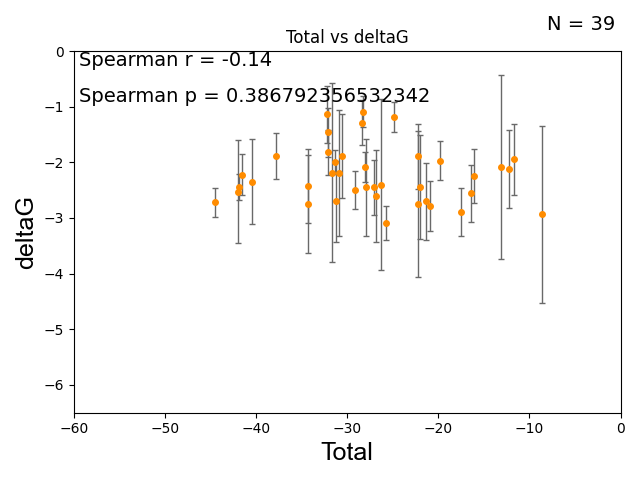 N = 39
Total vs deltaG
Spearman r = -0.14
Spearman p = 0.386792356532342
deltaG
0
−1
−2
−3
−4
−5
−6
−60 −50 −40 −30 −20 −10 0
Total